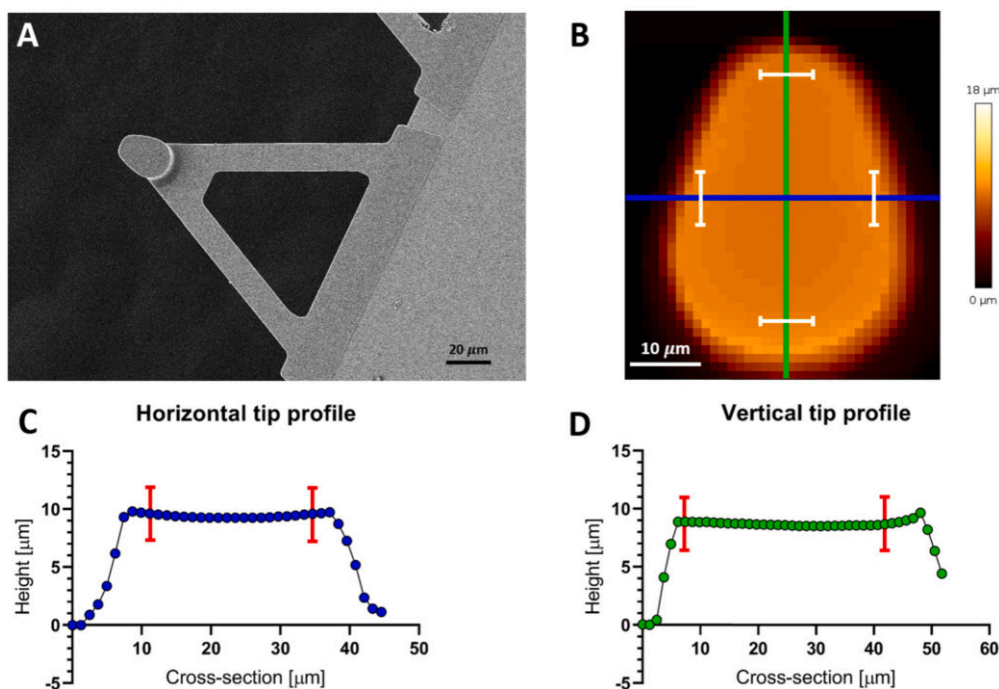 A
20 μm
B
18 μm
0 μm
10 μm
C
Horizontal tip profile
15
10
5
0
-5
10
20
30
40
50
Height [μm]
Cross-section [μm]
D
Vertical tip profile
15
10
5
0
-5
10
20
30
40
50
60
Height [μm]
Cross-section [μm]